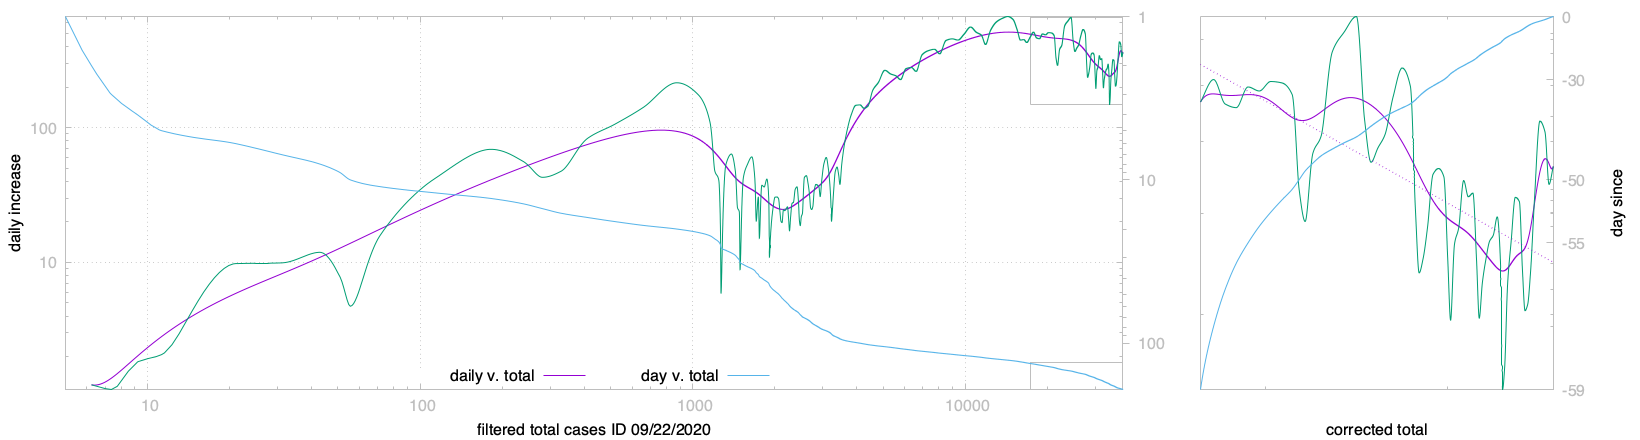 daily increase
100
10
10
100
1000
10000
1
10
100
daily v. total
day v. total
filtered total cases ID 09/22/2020
0
-30
-50
-55
-59
day since
corrected total